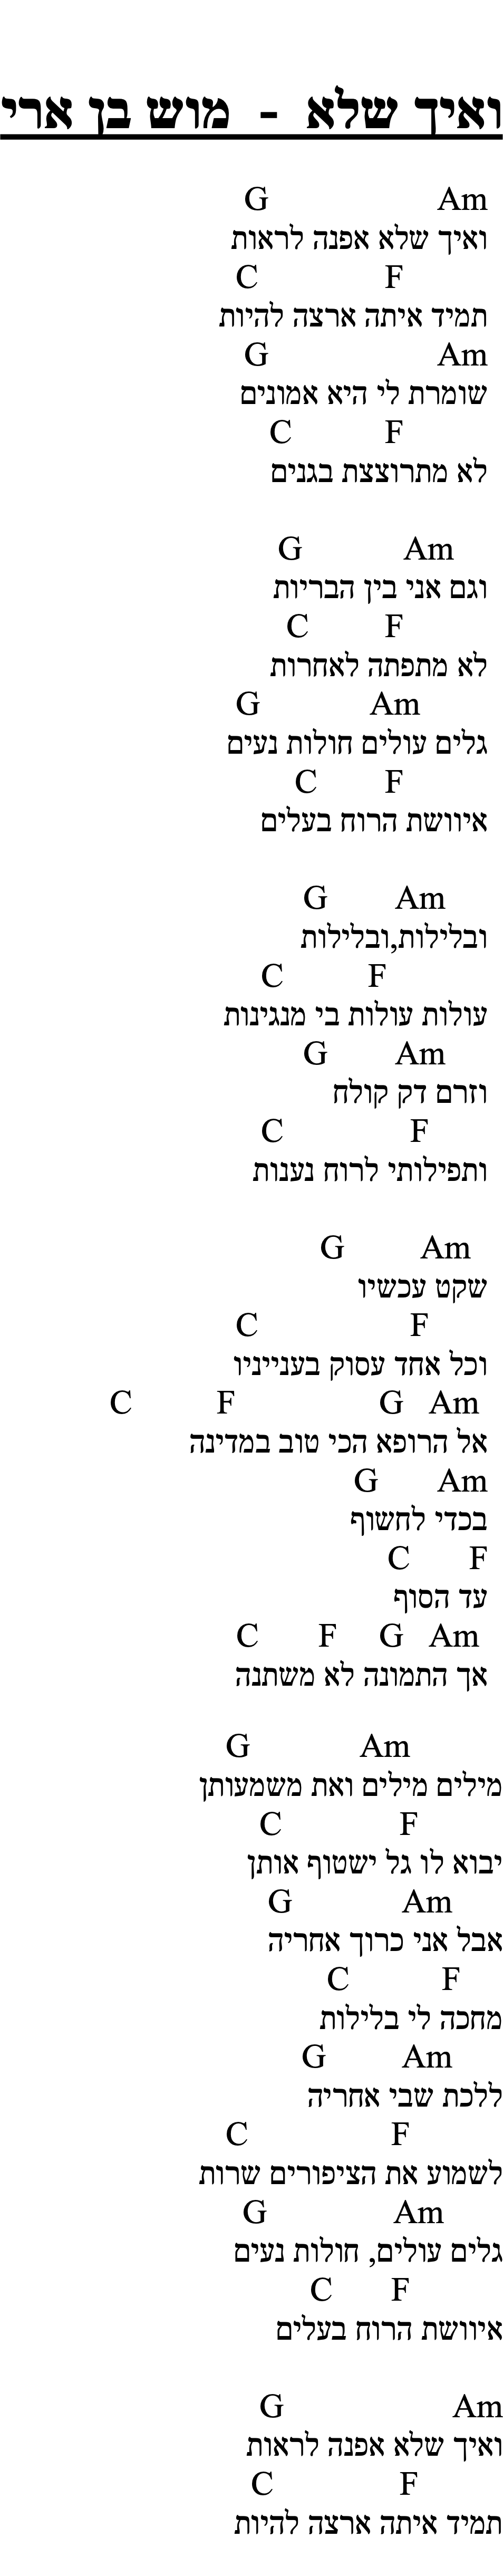 ואיך שלא - מוש בן ארי
Am G
ואיך שלא אפנה לראות
F C
תמיד איתה ארצה להיות
Am G
שומרת לי היא אמונים
F C
לא מתרוצצת בגנים
Am G
וגם אני בין הבריות
F C
לא מתפתה לאחרות
Am G
גלים עולים חולות נעים
F C
איוושת הרוח בעלים
Am G
ובלילות,ובלילות
F C
עולות עולות בי מנגינות
Am G
וזרם דק קולח
F C
ותפילותי לרוח נענות
Am G
שקט עכשיו
F C
וכל אחד עסוק בענייניו
Am G F C
אל הרופא הכי טוב במדינה
Am G
בכדי לחשוף
F C
עד הסוף
Am G F C
אך התמונה לא משתנה
Am G
מילים מילים ואת משמעותן
F C
יבוא לו גל ישטוף אותן
Am G
אבל אני כרוך אחריה
F C
מחכה לי בלילות
Am G
ללכת שבי אחריה
F C
לשמוע את הציפורים שרות
Am G
גלים עולים, חולות נעים
F C
איוושת הרוח בעלים
Am G
ואיך שלא אפנה לראות
F C
תמיד איתה ארצה להיות